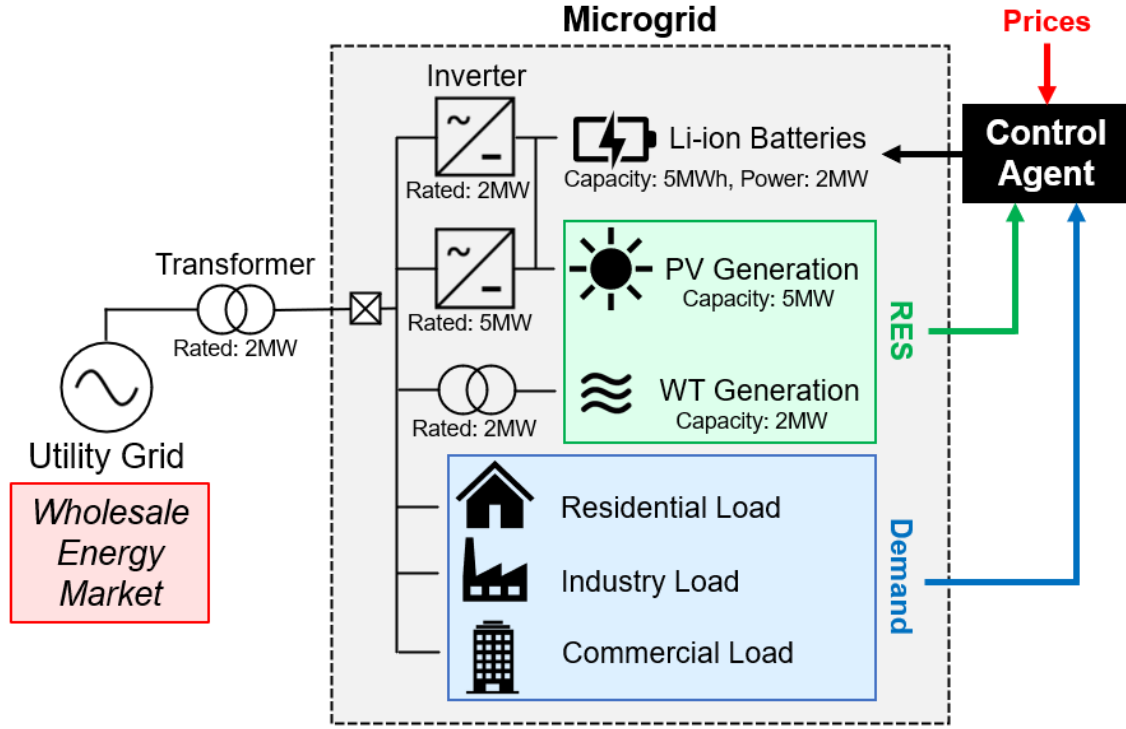 Microgrid
Prices
Inverter
Control
Agent
Li-ion Batteries
Capacity: 5MWh, Power: 2MW
Rated: 2MW
Transformer
Rated: 2MW
PV Generation
Capacity: 5MW
Rated: 5MW
RES
WT Generation
Capacity: 2MW
Rated: 2MW
Utility Grid
Wholesale
Energy
Market
Residential Load
Industry Load
Commercial Load
Demand